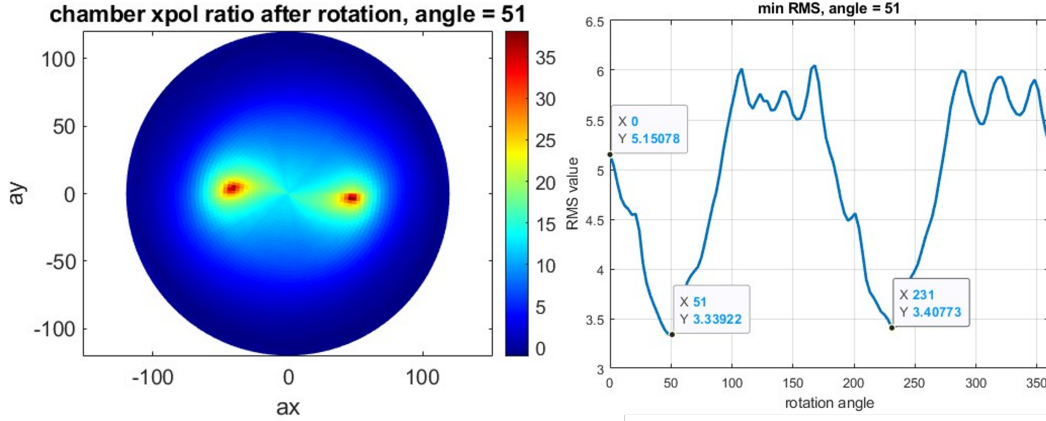 chamber xpol ratio after rotation, angle = 51
100
50
0
-50
-100
ay
-100
0
100
ax
35
30
25
20
15
10
5
0
min RMS, angle = 51
6.5
6
5.5
5
4.5
4
3.5
3
RMS value
X 0
Y 5.15078
X 51
Y 3.33922
X 231
Y 3.40773
0
50
100
150
200
250
300
350
rotation angle